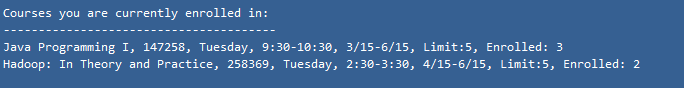 Courses you are currently enrolled in:
---------------------------------------
Java Programming I, 147258, Tuesday, 9:30-10:30, 3/15-6/15, Limit:5, Enrolled: 3
Hadoop: In Theory and Practice, 258369, Tuesday, 2:30-3:30, 4/15-6/15, Limit:5, Enrolled: 2